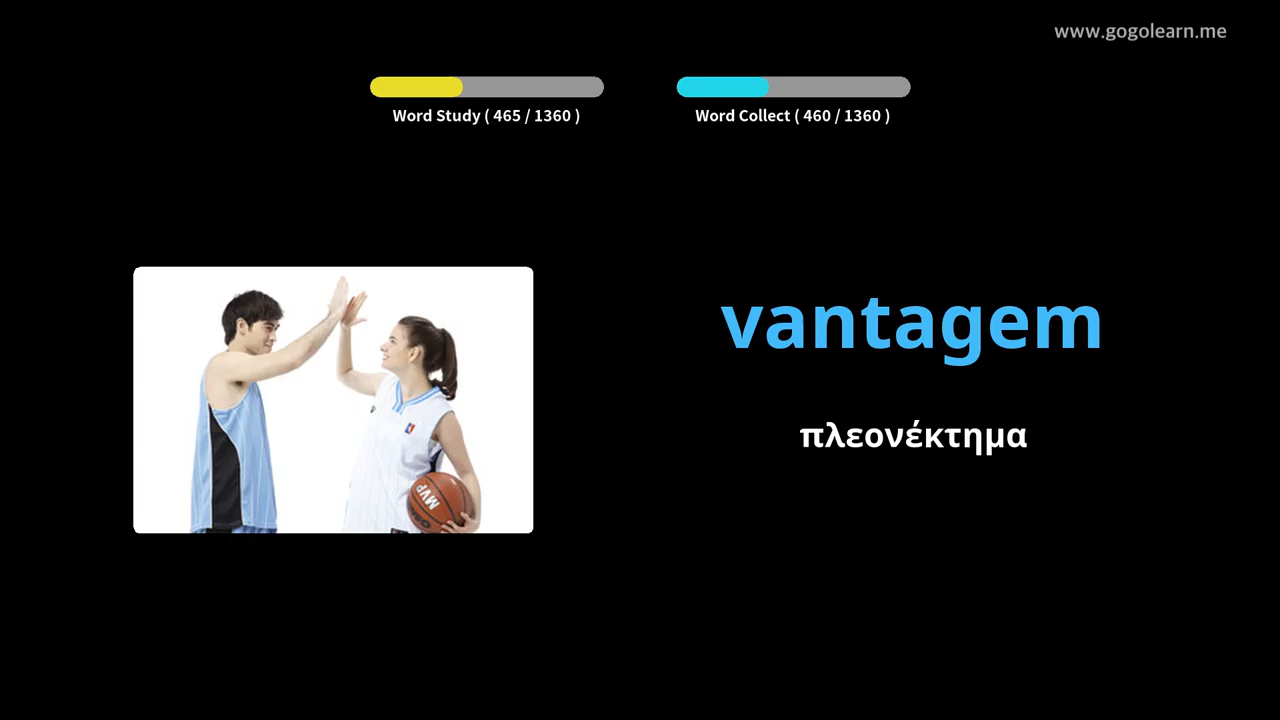 www.gogolearn.me
Word Study ( 465 / 1360 )
Word Collect ( 460 / 1360 )
vantagem
πλεονέκτημα
MVP